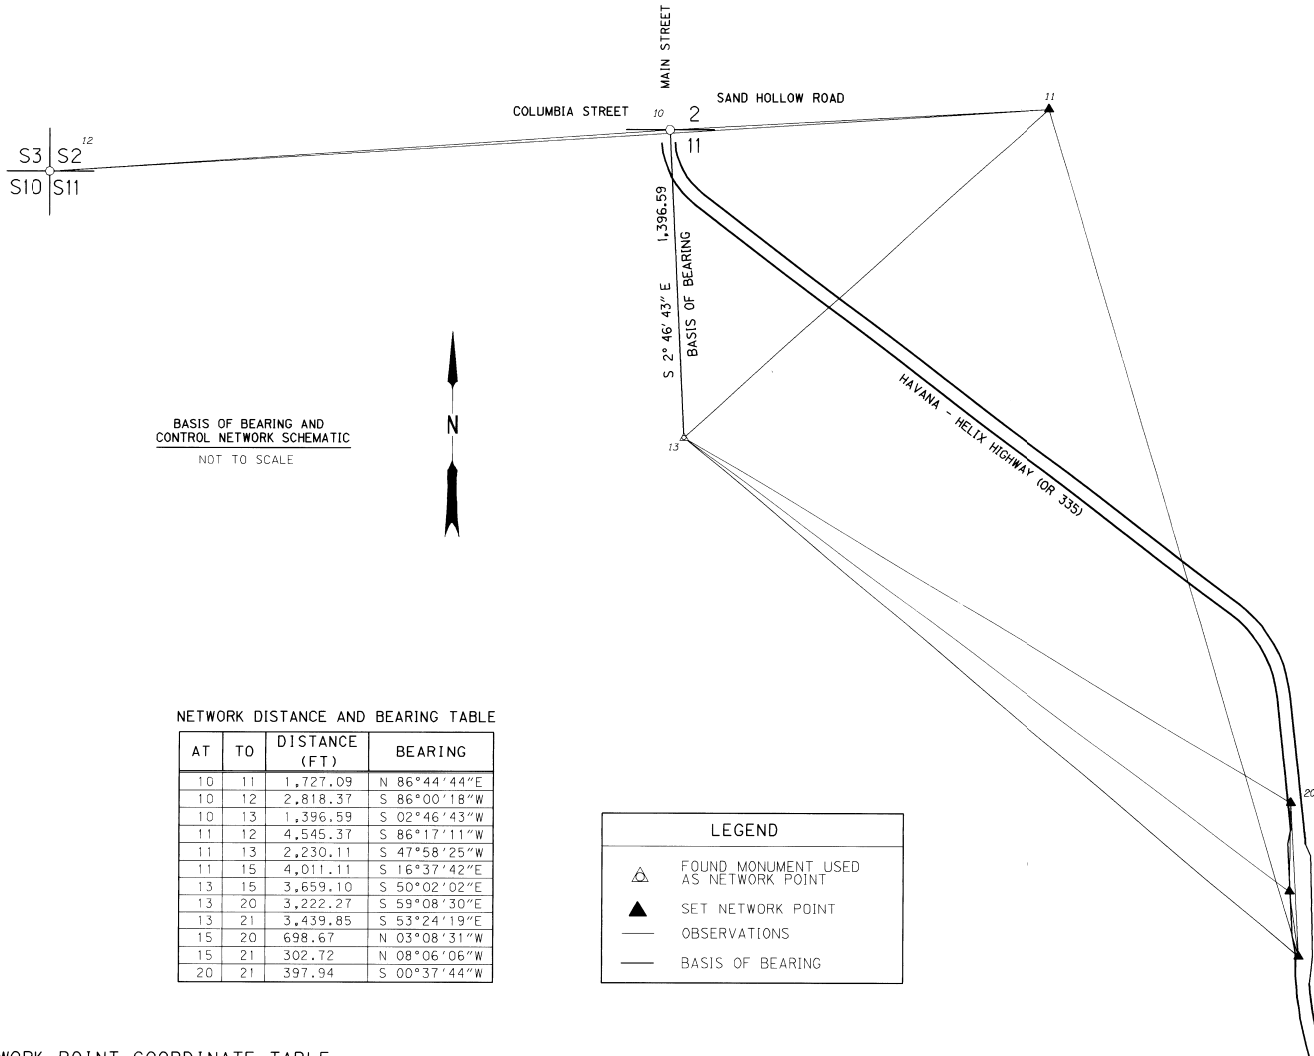 MAIN STREET
COLUMBIA STREET
10
SAND HOLLOW ROAD
2
11
11
12
S3 S2
S10 S11
S 2° 46' 43" E 1,396.59
BASIS OF BEARING
13
HAVANA - HELIX HIGHWAY (OR 335)
BASIS OF BEARING AND
CONTROL NETWORK SCHEMATIC
NOT TO SCALE
N
20
NETWORK DISTANCE AND BEARING TABLE
AT TO DISTANCE (FT) BEARING
10 11 1,727.09 N 86°44'44"E
10 12 2,818.37 S 86°00'18"W
10 13 1,396.59 S 02°46'43"W
11 12 4,545.37 S 86°17'11"W
11 13 2,230.11 S 47°58'25"W
11 15 4,011.11 S 16°37'42"E
13 15 3,659.10 S 50°02'02"E
13 20 3,222.27 S 59°08'30"E
13 21 3,439.85 S 53°24'19"E
15 20 698.67 N 03°08'31"W
15 21 302.72 N 08°06'06"W
20 21 397.94 S 00°37'44"W
LEGEND
FOUND MONUMENT USED
AS NETWORK POINT
SET NETWORK POINT
OBSERVATIONS
BASIS OF BEARING
POINT COORDINATE TABLE